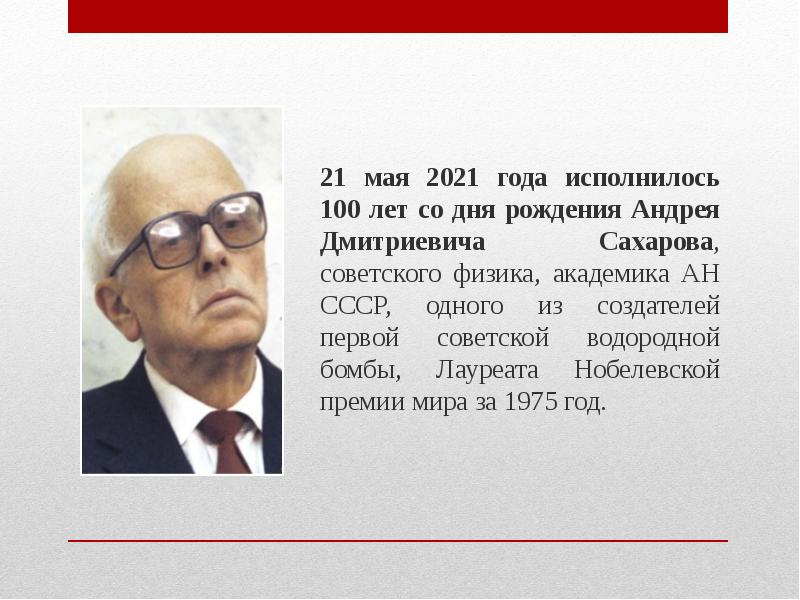 21 мая 2021 года исполнилось
100 лет со дня рождения Андрея
Дмитриевича Сахарова,
советского физика, академика АН
СССР, одного из создателей
первой советской водородной
бомбы, Лауреата Нобелевской
премии мира за 1975 год.